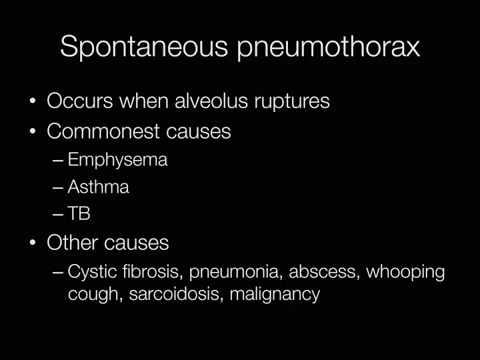 Spontaneous pneumothorax
• Occurs when alveolus ruptures
• Commonest causes
– Emphysema
– Asthma
– TB
• Other causes
– Cystic fibrosis, pneumonia, abscess, whooping
cough, sarcoidosis, malignancy